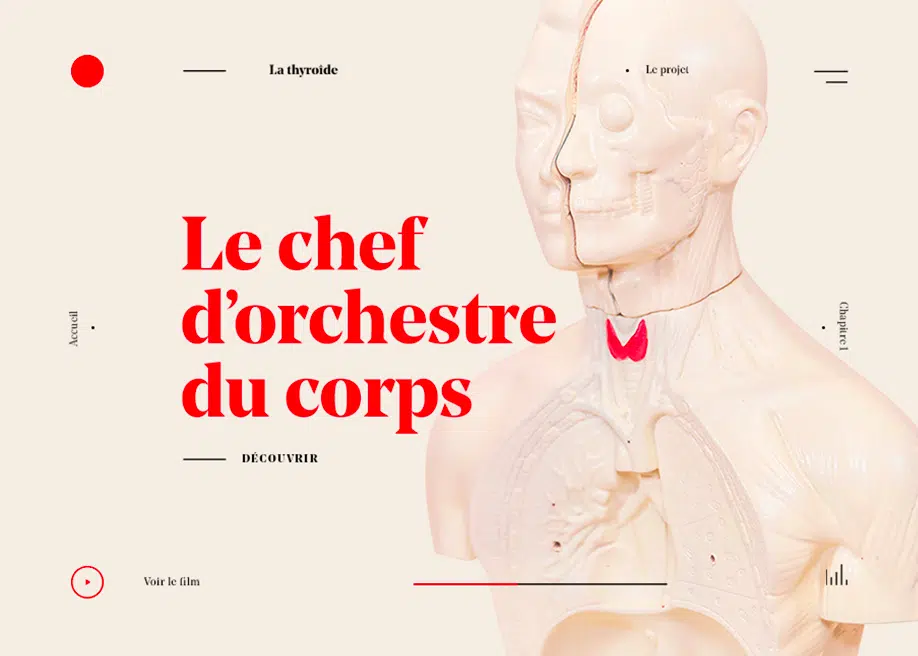 La thyroïde
Le projet
Le chef
d’orchestre
du corps
Accueil
Chapitre 1
DÉCOUVRIR
Voir le film